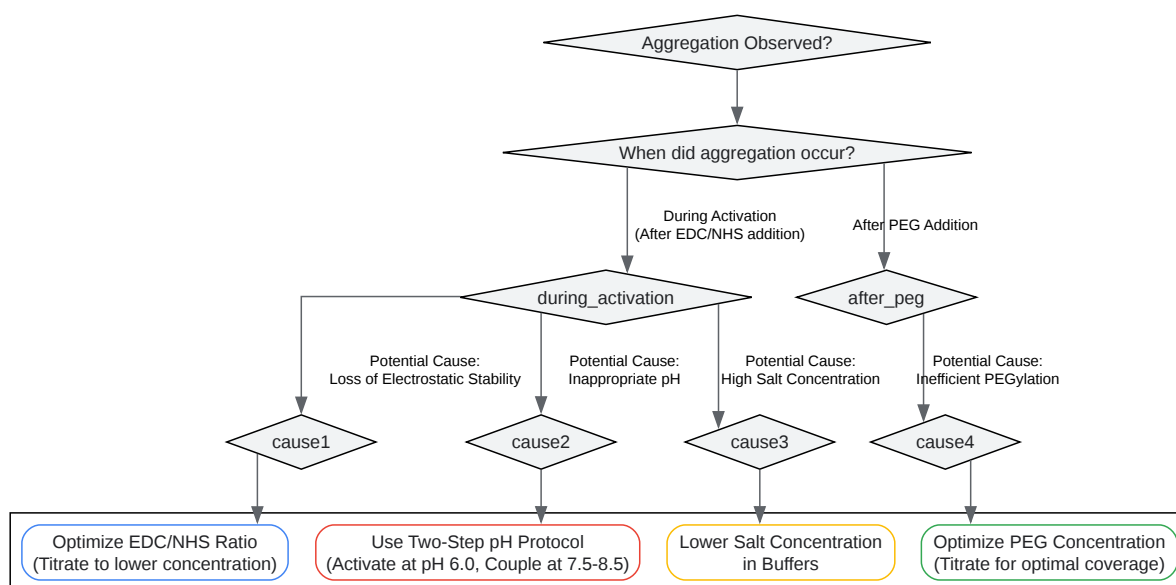 Aggregation Observed?
When did aggregation occur?
During Activation
(After EDC/NHS addition)
After PEG Addition
during_activation
after_peg
Potential Cause:
Loss of Electrostatic Stability
Potential Cause:
Inappropriate pH
Potential Cause:
High Salt Concentration
Potential Cause:
Inefficient PEGylation
cause1
cause2
cause3
cause4
Optimize EDC/NHS Ratio
(Titrate to lower concentration)
Use Two-Step pH Protocol
(Activate at pH 6.0, Couple at 7.5-8.5)
Lower Salt Concentration
in Buffers
Optimize PEG Concentration
(Titrate for optimal coverage)